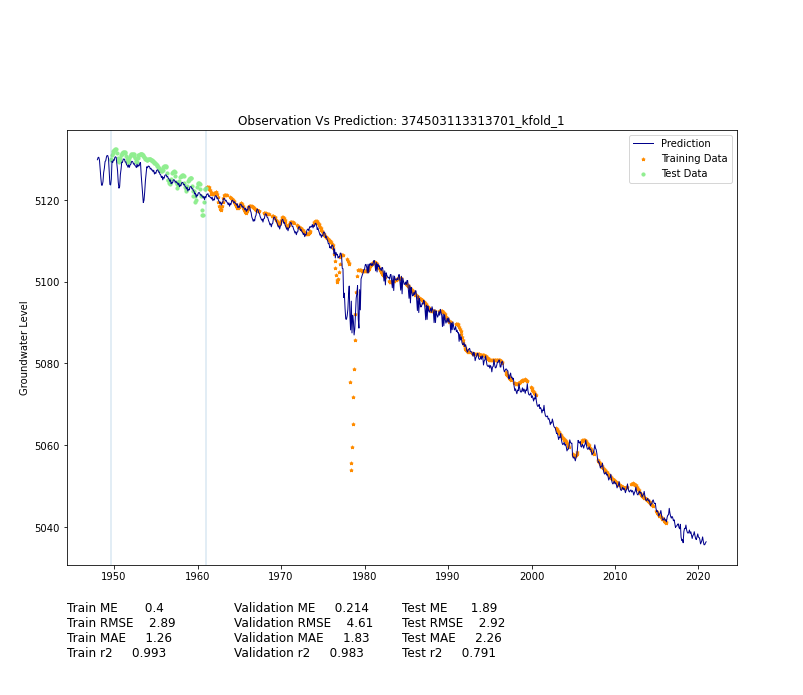 Observation Vs Prediction: 374503113313701_kfold_1
Prediction
Training Data
Test Data
Groundwater Level
5120
5100
5080
5060
5040
1950 1960 1970 1980 1990 2000 2010 2020
Train ME 0.4 Validation ME 0.214 Test ME 1.89
Train RMSE 2.89 Validation RMSE 4.61 Test RMSE 2.92
Train MAE 1.26 Validation MAE 1.83 Test MAE 2.26
Train r2 0.993 Validation r2 0.983 Test r2 0.791